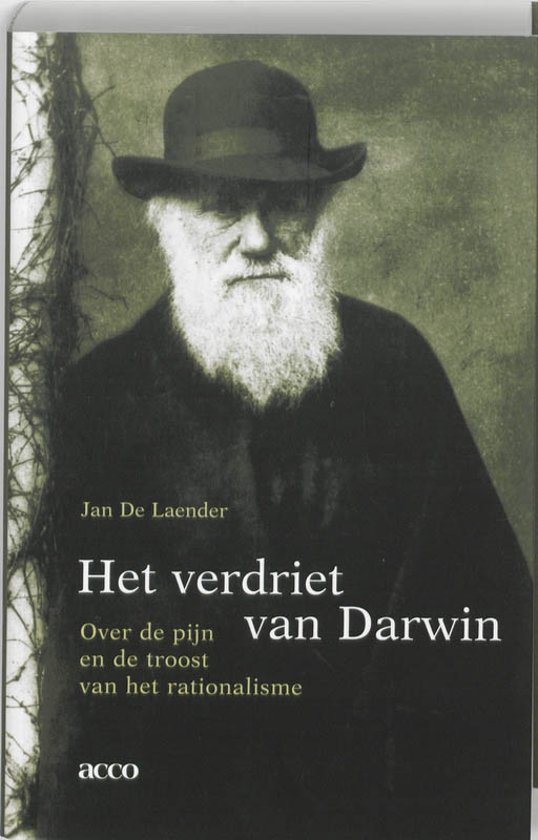 Jan De Laender
Het verdriet
van Darwin
Over de pijn
en de troost
van het rationalisme
acco